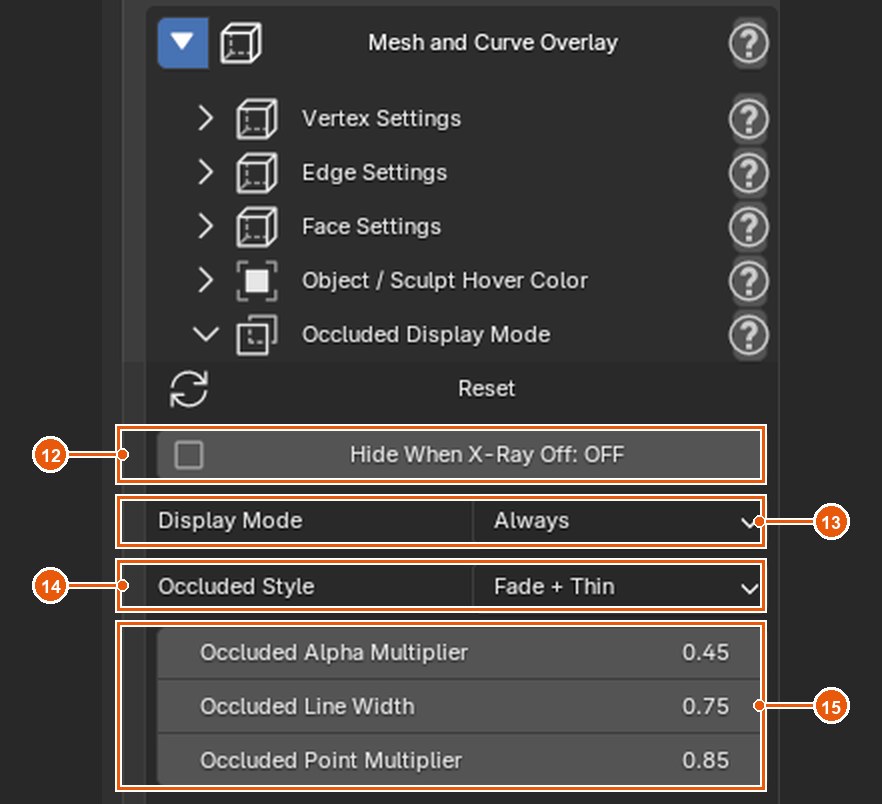 Mesh and Curve Overlay ?
Vertex Settings ?
Edge Settings ?
Face Settings ?
Object / Sculpt Hover Color ?
Occluded Display Mode ?
Reset
12 Hide When X-Ray Off: OFF
Display Mode Always 13
14 Occluded Style Fade + Thin
Occluded Alpha Multiplier 0.45
Occluded Line Width 0.75 15
Occluded Point Multiplier 0.85